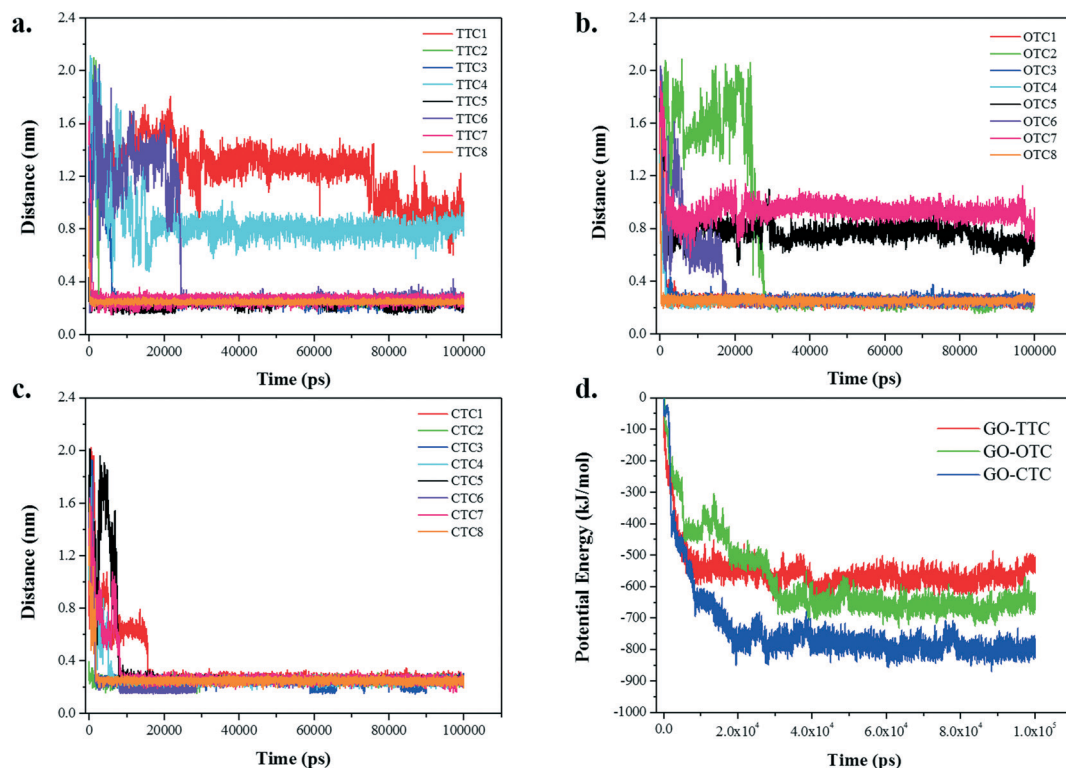 a.
2.4
2.0
1.6
1.2
0.8
0.4
0.0
Distance (nm)
TTC1
TTC2
TTC3
TTC4
TTC5
TTC6
TTC7
TTC8
0 20000 40000 60000 80000 100000
Time (ps)
b.
2.4
2.0
1.6
1.2
0.8
0.4
0.0
Distance (nm)
OTC1
OTC2
OTC3
OTC4
OTC5
OTC6
OTC7
OTC8
0 20000 40000 60000 80000 100000
Time (ps)
c.
2.4
2.0
1.6
1.2
0.8
0.4
0.0
Distance (nm)
CTC1
CTC2
CTC3
CTC4
CTC5
CTC6
CTC7
CTC8
0 20000 40000 60000 80000 100000
Time (ps)
d.
0
-100
-200
-300
-400
-500
-600
-700
-800
-900
-1000
Potential Energy (kJ/mol)
GO-TTC
GO-OTC
GO-CTC
0.0 2.0x10⁴ 4.0x10⁴ 6.0x10⁴ 8.0x10⁴ 1.0x10⁵
Time (ps)